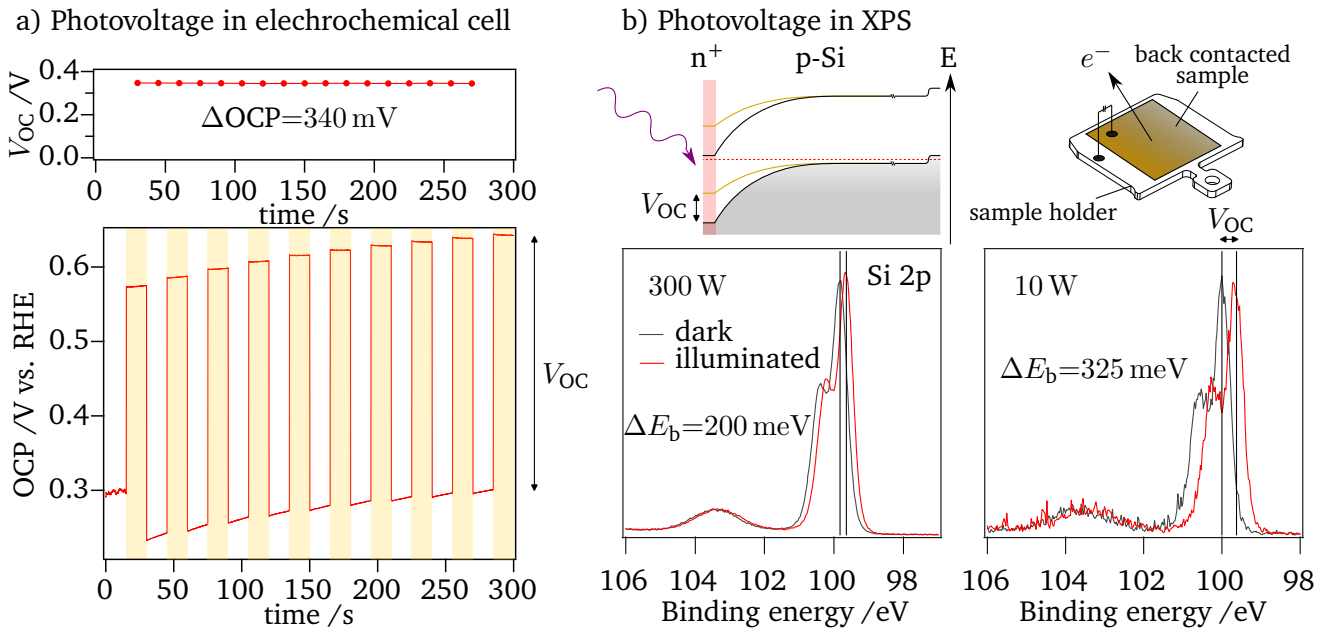 a) Photovoltage in elechrochemical cell
V_OC /V
0.4
0.2
0.0
ΔOCP=340 mV
0 50 100 150 200 250 300
time /s
OCP /V vs. RHE
0.6
0.5
0.4
0.3
V_OC
0 50 100 150 200 250 300
time /s
b) Photovoltage in XPS
n⁺ p-Si E
V_OC
e⁻
back contacted
sample
sample holder
300 W
Si 2p
dark
illuminated
ΔE_b=200 meV
106 104 102 100 98
Binding energy /eV
V_OC
10 W
ΔE_b=325 meV
106 104 102 100 98
Binding energy /eV